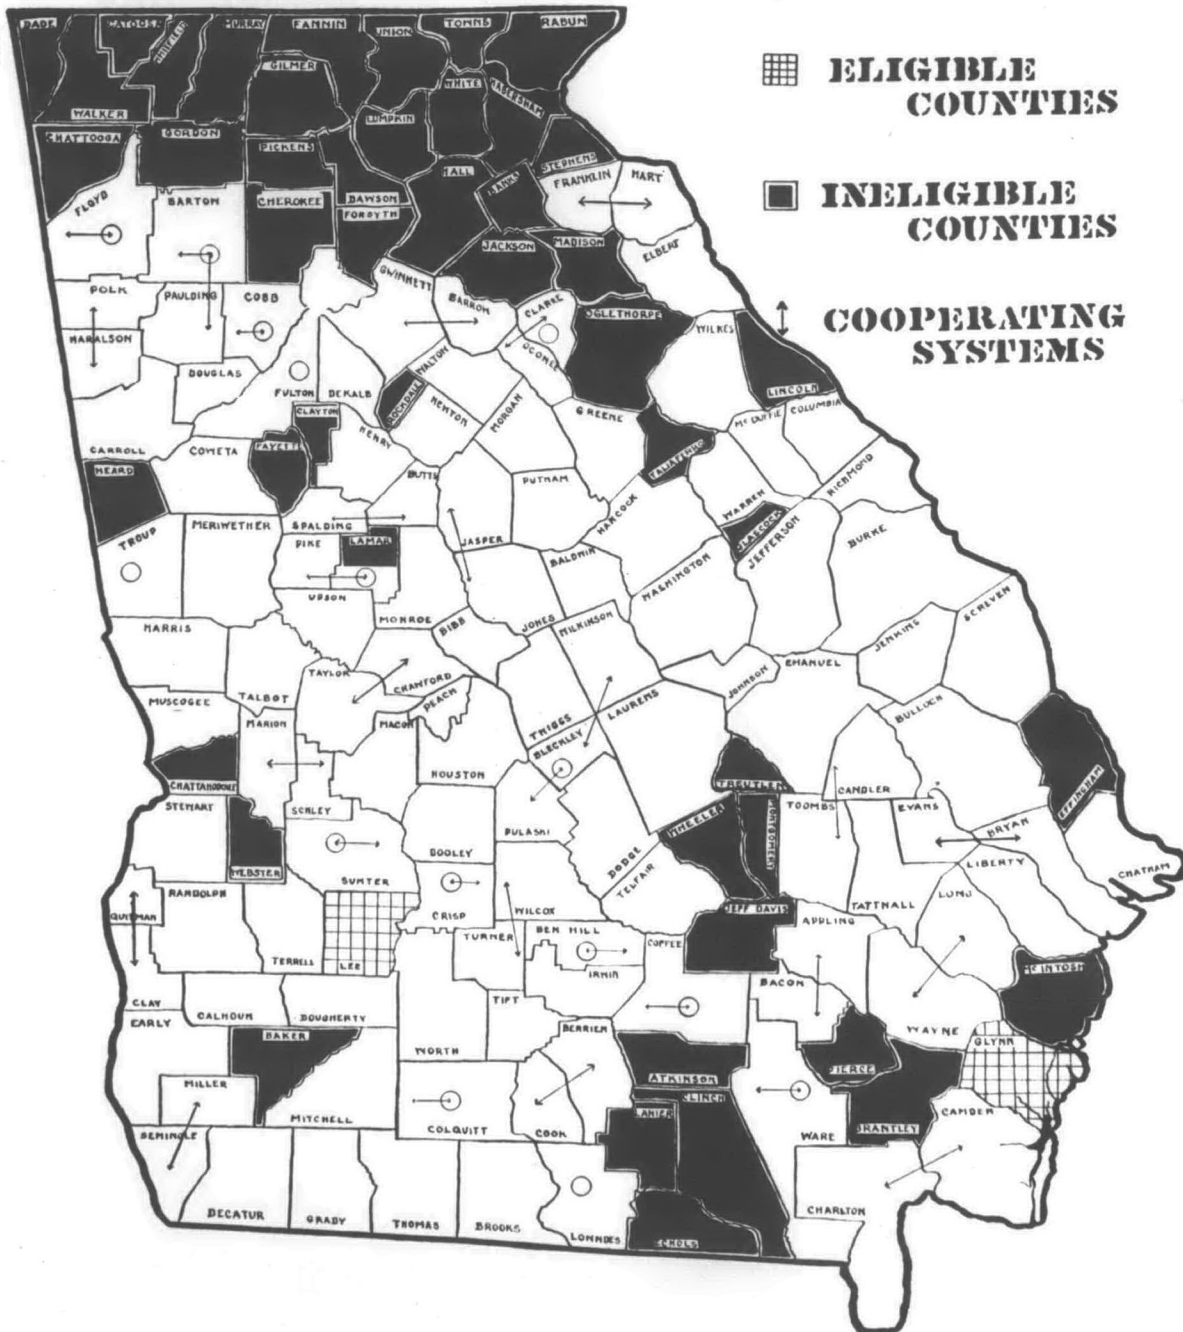 ELIGIBLE
COUNTIES
INELIGIBLE
COUNTIES
COOPERATING
SYSTEMS
DADE
CATOOSA
WHITFIELD
MURRAY
FANNIN
UNION
TOWNS
RABUN
GILMER
WALKER
WHITE
HABERSHAM
LUMPKIN
CHATTOOGA
GORDON
PICKENS
STEPHENS
HALL
BANKS
FRANKLIN
HART
FLOYD
BARTOW
CHEROKEE
DAWSON
FORSYTH
JACKSON
MADISON
ELBERT
GWINNETT
POLK
PAULDING
COBB
BARROW
CLARKE
OGLETHORPE
WILKES
HARALSON
OCONEE
WALTON
DOUGLAS
FULTON
DEKALB
ROCKDALE
NEWTON
MORGAN
GREENE
LINCOLN
CLAYTON
HENRY
MCDUFFIE
COLUMBIA
CARROLL
COWETA
FAYETTE
TALIAFERRO
HEARD
BUTTS
PUTNAM
RICHMOND
HANCOCK
WARREN
GLASCOCK
TROUP
MERIWETHER
SPALDING
PIKE
LAMAR
JASPER
BALDWIN
JEFFERSON
BURKE
WASHINGTON
UPSON
MONROE
BIBB
JONES
WILKINSON
HARRIS
JENKINS
SCREVEN
TAYLOR
CRAWFORD
JOHNSON
EMANUEL
MUSCOGEE
TALBOT
MARION
MACON
PEACH
TWIGGS
LAURENS
BULLOCH
BLECKLEY
CHATTAHOOCHEE
HOUSTON
TREUTLEN
EFFINGHAM
STEWART
SCHLEY
PULASKI
WHEELER
MONTGOMERY
TOOMBS
CANDLER
EVANS
BRYAN
WEBSTER
DOOLEY
DODGE
TELFAIR
LIBERTY
CHATHAM
RANDOLPH
SUMTER
QUITMAN
CRISP
WILCOX
JEFF DAVIS
TATTNALL
LONG
TURNER
BEN HILL
COFFEE
APPLING
TERRELL
LEE
IRWIN
BACON
MCINTOSH
CLAY
CALHOUN
DOUGHERTY
TIFT
EARLY
BAKER
WORTH
BERRIEN
WAYNE
GLYNN
MILLER
ATKINSON
PIERCE
MITCHELL
LANIER
CLINCH
CAMDEN
SEMINOLE
COLQUITT
COOK
WARE
BRANTLEY
DECATUR
GRADY
THOMAS
BROOKS
LOWNDES
ECHOLS
CHARLTON